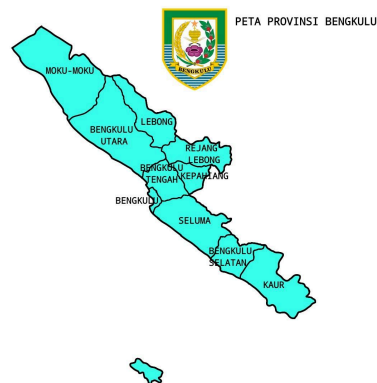 PETA PROVINSI BENGKULU
BENGKULU
MOKU-MOKU
LEBONG
BENGKULU
UTARA
REJANG
LEBONG
BENGKULU
TENGAH
KEPAHIANG
BENGKULU
SELUMA
BENGKULU
SELATAN
KAUR